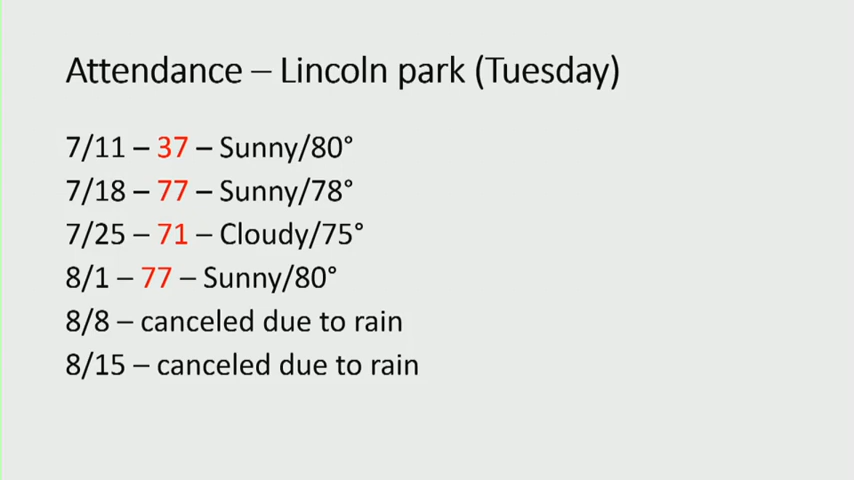 Attendance – Lincoln park (Tuesday)
7/11 – 37 – Sunny/80°
7/18 – 77 – Sunny/78°
7/25 – 71 – Cloudy/75°
8/1 – 77 – Sunny/80°
8/8 – canceled due to rain
8/15 – canceled due to rain